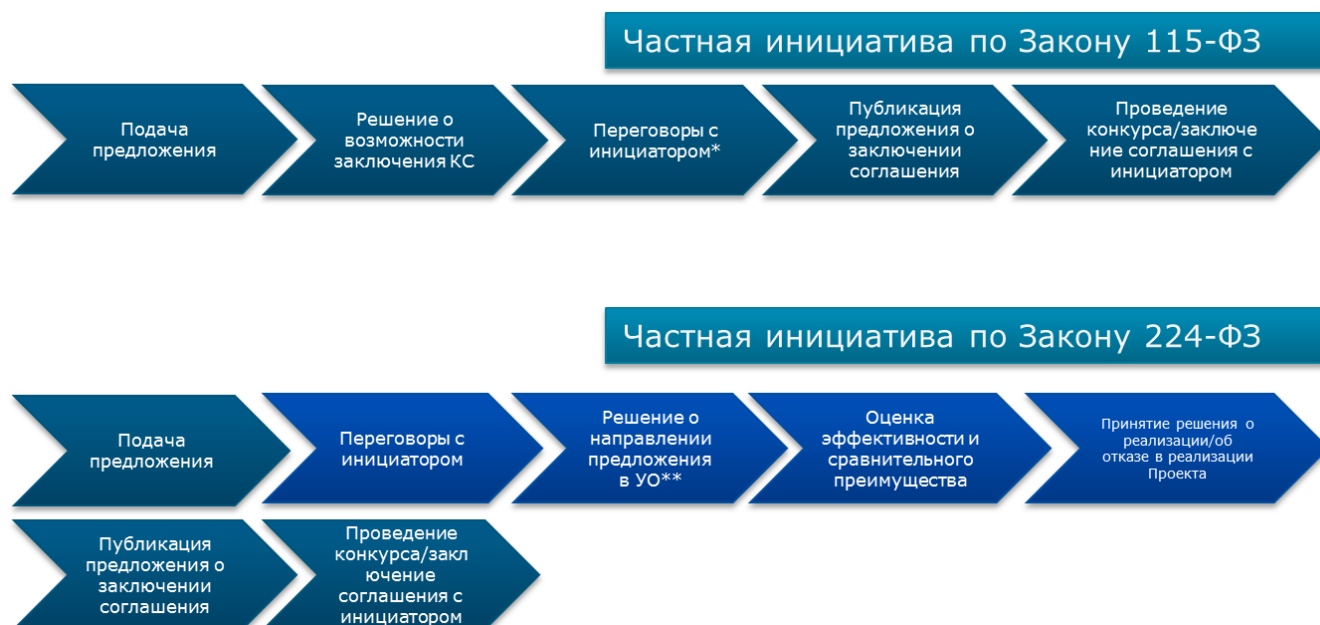 Частная инициатива по Закону 115-ФЗ
Подача
предложения
Решение о
возможности
заключения КС
Переговоры с
инициатором*
Публикация
предложения о
заключении
соглашения
Проведение
конкурса/заключе
ние соглашения с
инициатором
Частная инициатива по Закону 224-ФЗ
Подача
предложения
Переговоры с
инициатором
Решение о
направлении
предложения
в УО**
Оценка
эффективности и
сравнительного
преимущества
Принятие решения о
реализации/об
отказе в реализации
Проекта
Публикация
предложения о
заключении
соглашения
Проведение
конкурса/закл
ючение
соглашения с
инициатором